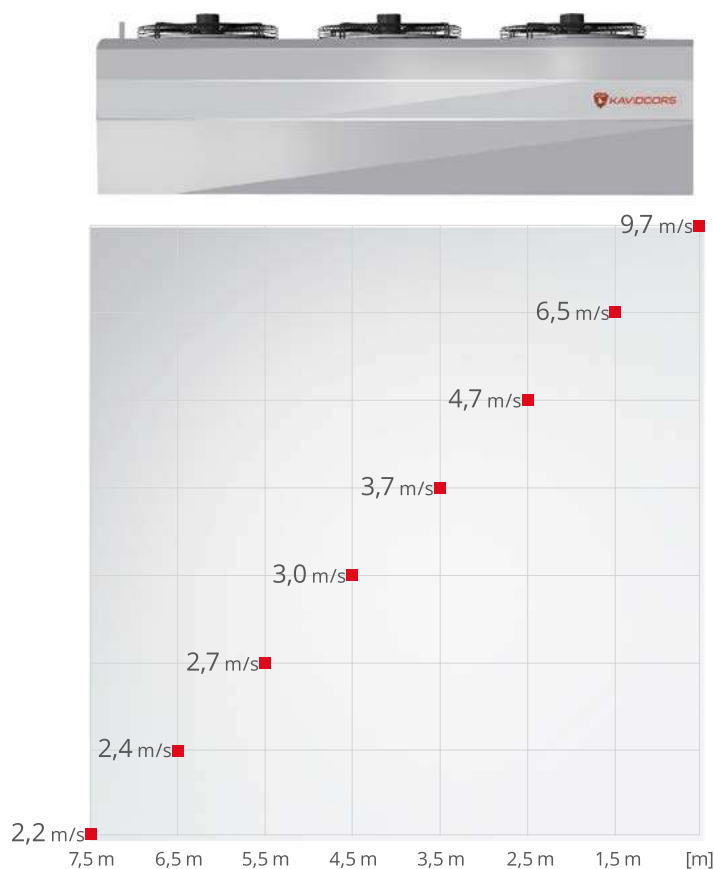 KAVIDCORS
9,7 m/s
6,5 m/s
4,7 m/s
3,7 m/s
3,0 m/s
2,7 m/s
2,4 m/s
2,2 m/s
7,5 m 6,5 m 5,5 m 4,5 m 3,5 m 2,5 m 1,5 m [m]